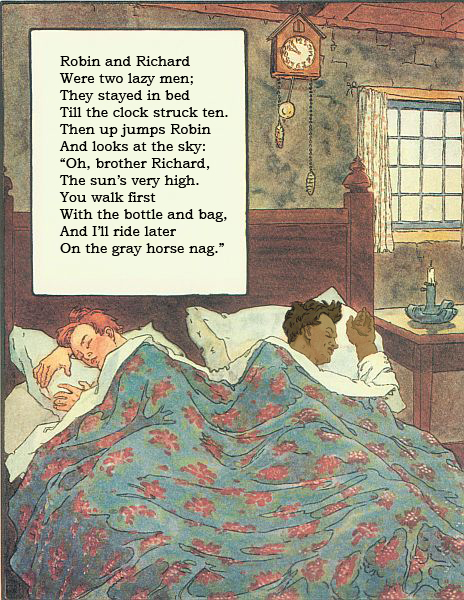 Robin and Richard
Were two lazy men;
They stayed in bed
Till the clock struck ten.
Then up jumps Robin
And looks at the sky:
“Oh, brother Richard,
The sun’s very high.
You walk first
With the bottle and bag,
And I’ll ride later
On the gray horse nag.”